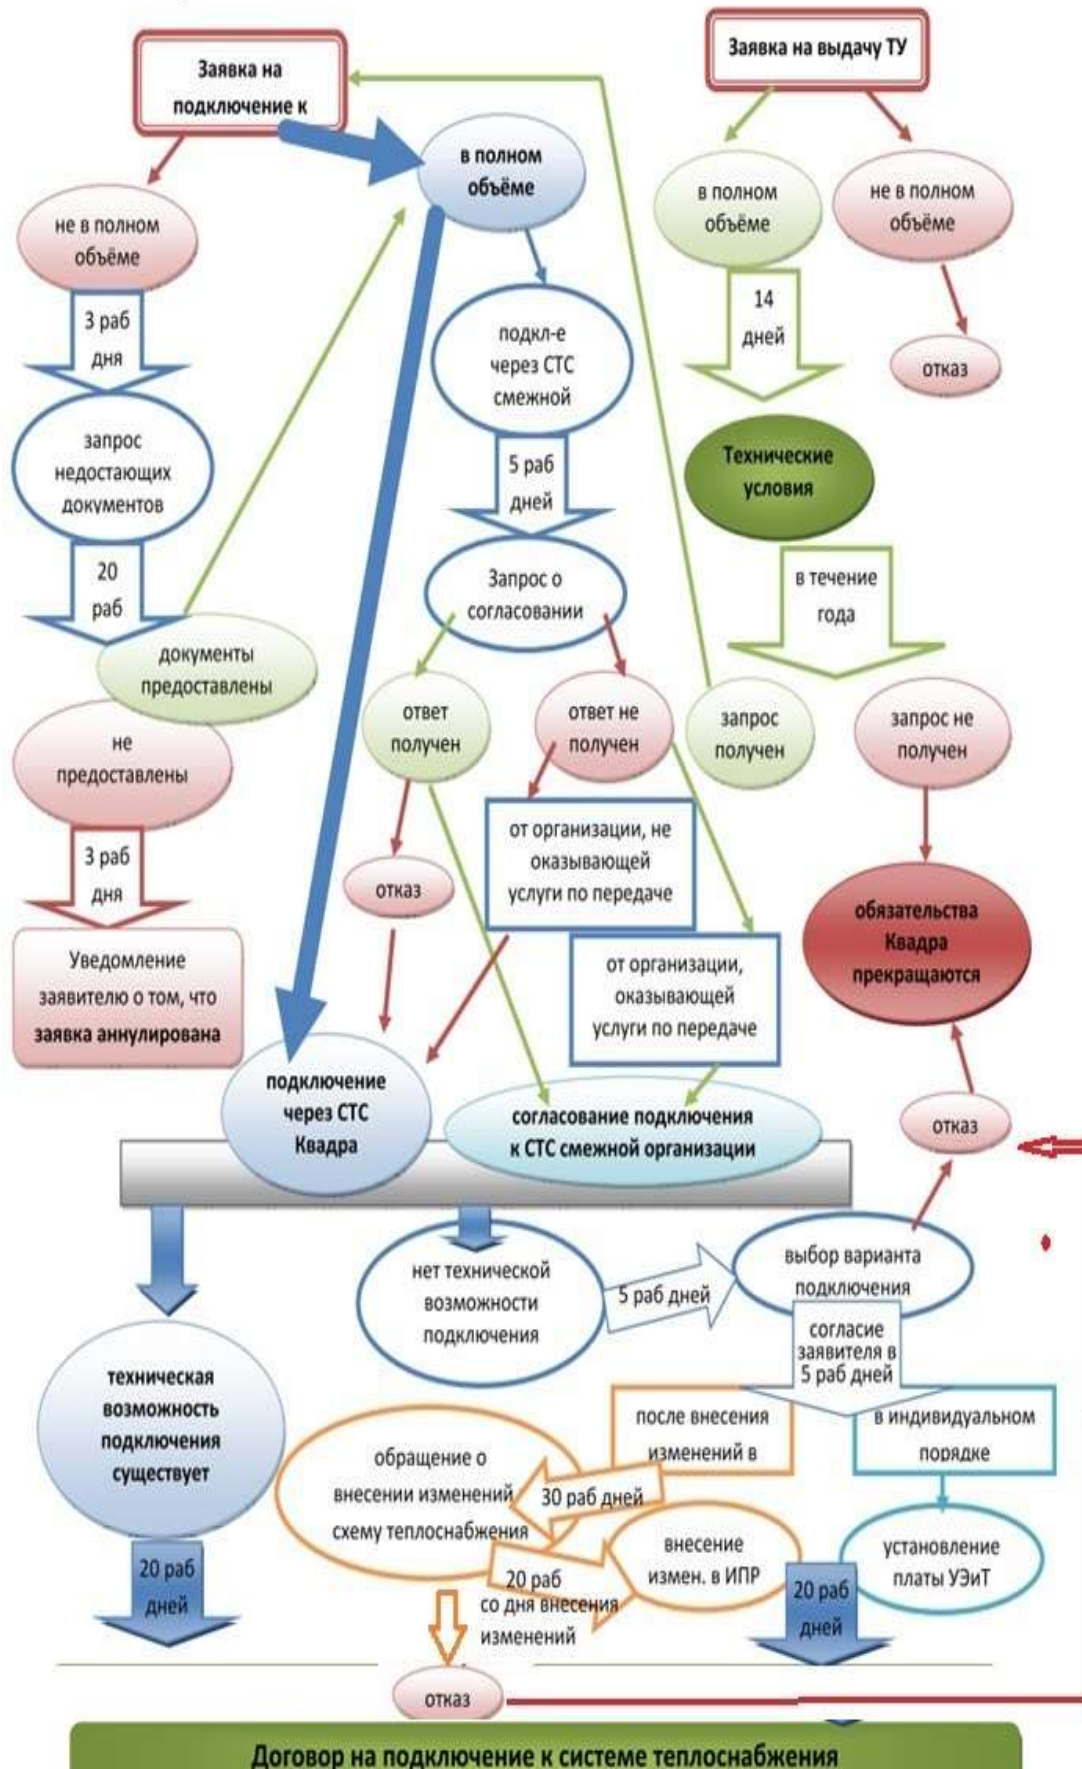 Заявка на
подключение к
Заявка на выдачу ТУ
в полном
объёме
не в полном
объёме
в полном
объёме
не в полном
объёме
3 раб
дня
подкл-е
через СТС
смежной
14
дней
отказ
запрос
недостающих
документов
5 раб
дней
Технические
условия
20
раб
Запрос о
согласовании
в течение
года
документы
предоставлены
не
предоставлены
ответ
получен
ответ не
получен
запрос
получен
запрос не
получен
3 раб
дня
отказ
от организации, не
оказывающей
услуги по передаче
обязательства
Квадра
прекращаются
Уведомление
заявителю о том, что
заявка аннулирована
от организации,
оказывающей
услуги по передаче
подключение
через СТС
Квадра
согласование подключения
к СТС смежной организации
отказ
нет технической
возможности
подключения
5 раб дней
выбор варианта
подключения
согласие
заявителя в
5 раб дней
техническая
возможность
подключения
существует
после внесения
изменений в
в индивидуальном
порядке
обращение о
внесении изменений
схему теплоснабжения
30 раб дней
внесение
измен. в ИПР
установление
платы УЭиТ
20 раб
дней
20 раб
со дня внесения
изменений
20 раб
дней
отказ
Договор на подключение к системе теплоснабжения